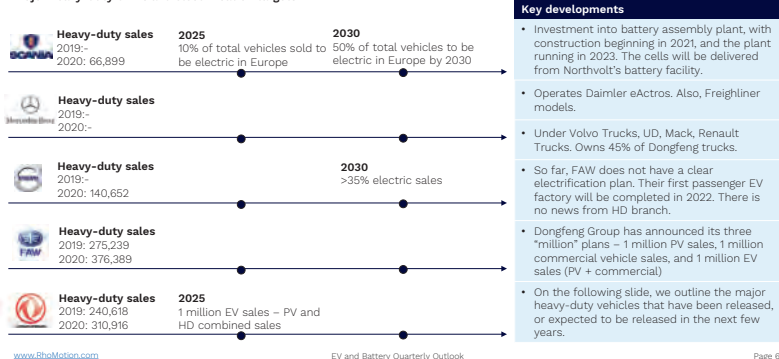 Key developments
SCANIA
Heavy-duty sales
2019:-
2020: 66,899
2025
10% of total vehicles sold to
be electric in Europe
2030
50% of total vehicles to be
electric in Europe by 2030
Heavy-duty sales
2019:-
2020:-
Heavy-duty sales
2019:-
2020: 140,652
2030
>35% electric sales
FAW
Heavy-duty sales
2019: 275,239
2020: 376,389
Heavy-duty sales
2019: 240,618
2020: 310,916
2025
1 million EV sales – PV and
HD combined sales
• Investment into battery assembly plant, with
construction beginning in 2021, and the plant
running in 2023. The cells will be delivered
from Northvolt's battery facility.
• Operates Daimler eActros. Also, Freighliner
models.
• Under Volvo Trucks, UD, Mack, Renault
Trucks. Owns 45% of Dongfeng trucks.
• So far, FAW does not have a clear
electrification plan. Their first passenger EV
factory will be completed in 2022. There is
no news from HD branch.
• Dongfeng Group has announced its three
"million" plans – 1 million PV sales, 1 million
commercial vehicle sales, and 1 million EV
sales (PV + commercial)
• On the following slide, we outline the major
heavy-duty vehicles that have been released,
or expected to be released in the next few
years.
www.RhoMotion.com
EV and Battery Quarterly Outlook
Page 6